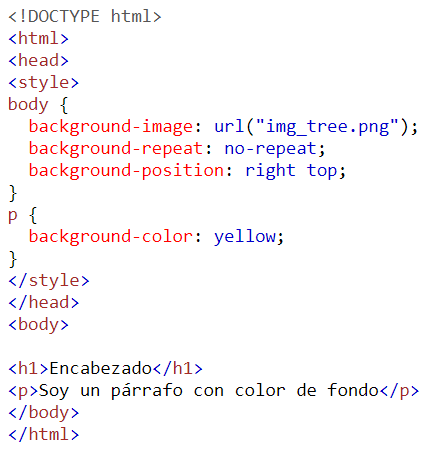 <!DOCTYPE html>
<html>
<head>
<style>
body {
  background-image: url("img_tree.png");
  background-repeat: no-repeat;
  background-position: right top;
}
p {
  background-color: yellow;
}
</style>
</head>
<body>

<h1>Encabezado</h1>
<p>Soy un párrafo con color de fondo</p>
</body>
</html>